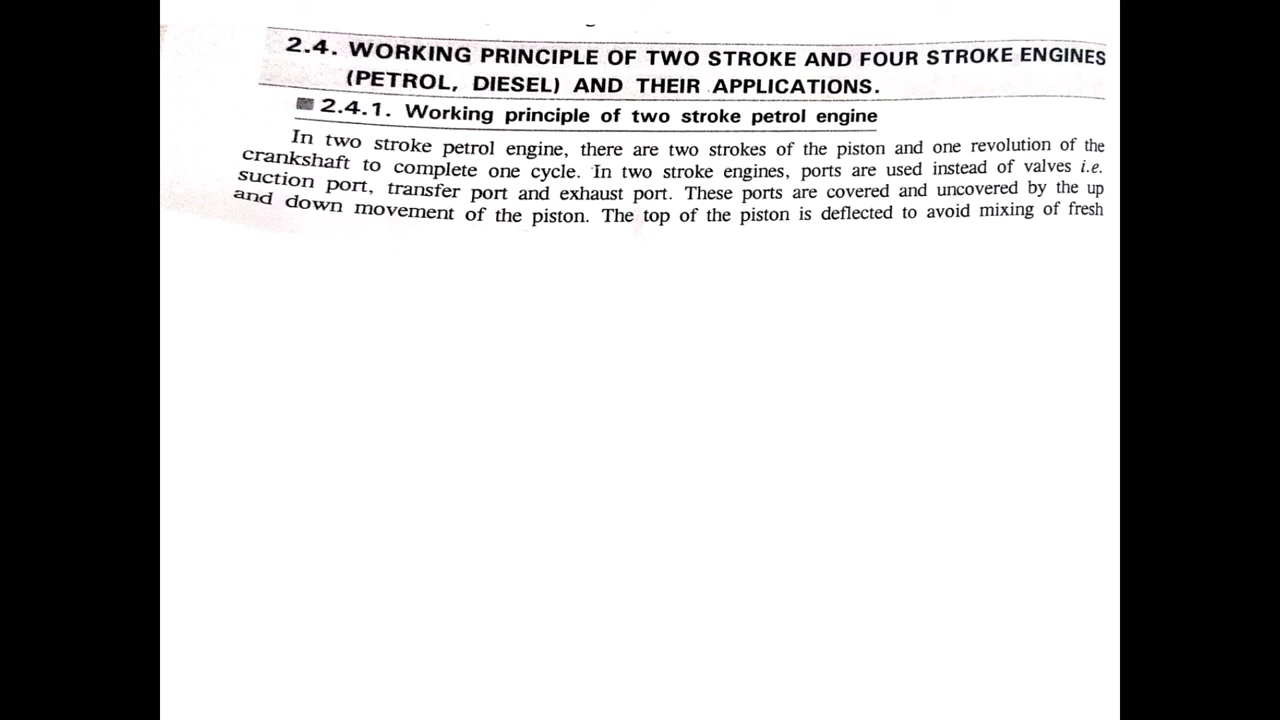 2.4. WORKING PRINCIPLE OF TWO STROKE AND FOUR STROKE ENGINES
(PETROL, DIESEL) AND THEIR APPLICATIONS.
2.4.1. Working principle of two stroke petrol engine
In two stroke petrol engine, there are two strokes of the piston and one revolution of the
crankshaft to complete one cycle. In two stroke engines, ports are used instead of valves i.e.
suction port, transfer port and exhaust port. These ports are covered and uncovered by the up
and down movement of the piston. The top of the piston is deflected to avoid mixing of fresh